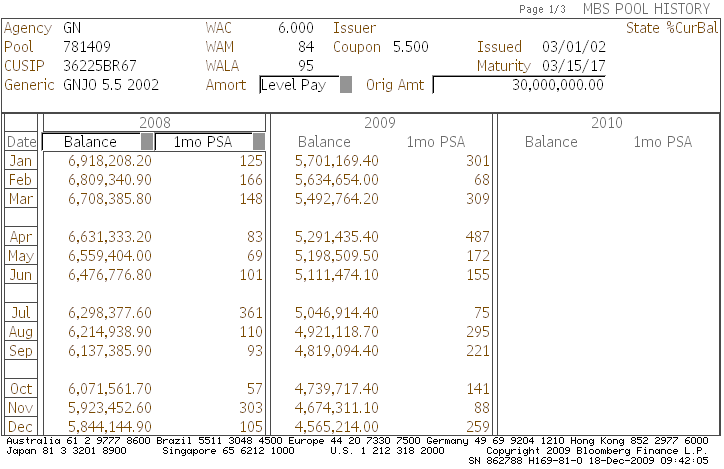 Page 1/3 MBS POOL HISTORY
Agency GN WAC 6.000 Issuer State %CurBal
Pool 781409 WAM 84 Coupon 5.500 Issued 03/01/02
CUSIP 36225BR67 WALA 95 Maturity 03/15/17
Generic GNJO 5.5 2002 Amort Level Pay Orig Amt 30,000,000.00
2008 2009 2010
Date Balance 1mo PSA Balance 1mo PSA Balance 1mo PSA
Jan 6,918,208.20 125 5,701,169.40 301
Feb 6,809,340.90 166 5,634,654.00 68
Mar 6,708,385.80 148 5,492,764.20 309
Apr 6,631,333.20 83 5,291,435.40 487
May 6,559,404.00 69 5,198,509.50 172
Jun 6,476,776.80 101 5,111,474.10 155
Jul 6,298,377.60 361 5,046,914.40 75
Aug 6,214,938.90 110 4,921,118.70 295
Sep 6,137,385.90 93 4,819,094.40 221
Oct 6,071,561.70 57 4,739,717.40 141
Nov 5,923,452.60 303 4,674,311.10 88
Dec 5,844,144.90 105 4,565,214.00 259
Australia 61 2 9777 8600 Brazil 5511 3048 4500 Europe 44 20 7330 7500 Germany 49 69 9204 1210 Hong Kong 852 2977 6000
Japan 81 3 3201 8900 Singapore 65 6212 1000 U.S. 1 212 318 2000 Copyright 2009 Bloomberg Finance L.P.
SN 862788 H169-81-0 18-Dec-2009 09:42:05